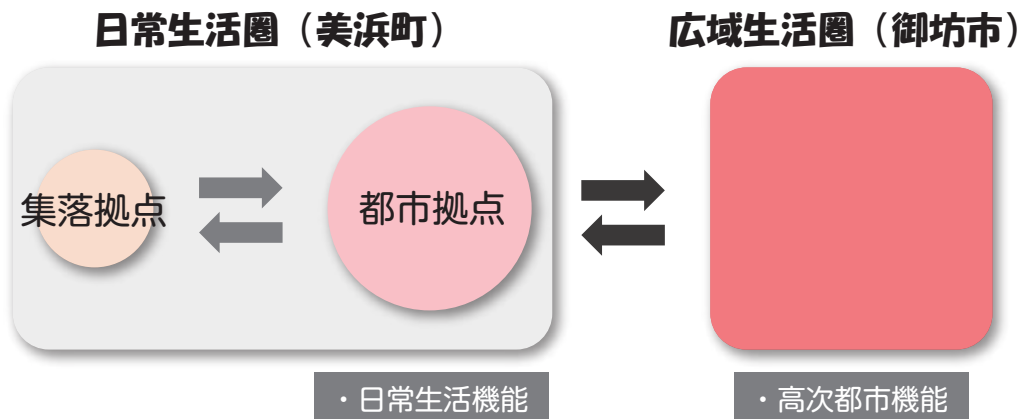 日常生活圏（美浜町）
広域生活圏（御坊市）
集落拠点
都市拠点
・日常生活機能
・高次都市機能